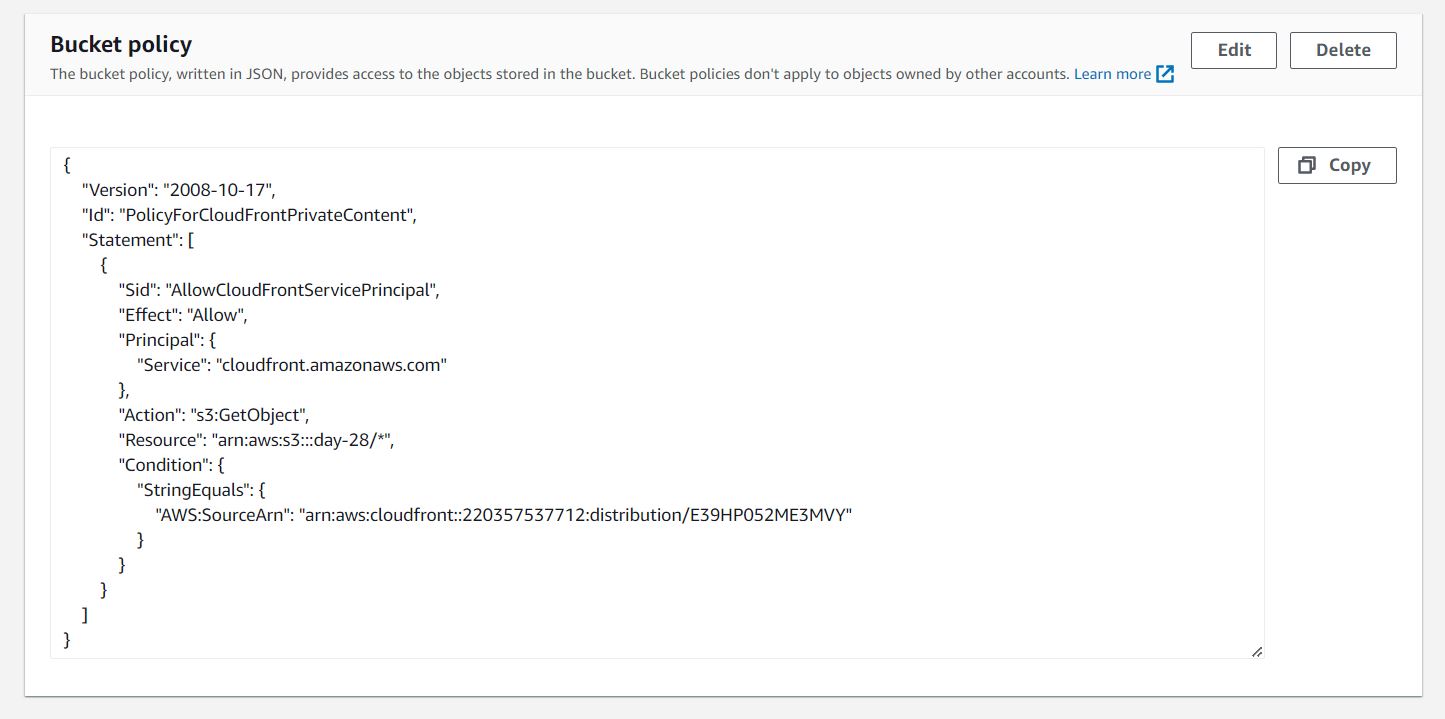 Bucket policy
The bucket policy, written in JSON, provides access to the objects stored in the bucket. Bucket policies don't apply to objects owned by other accounts. Learn more
Edit
Delete
Copy
{
"Version": "2008-10-17",
"Id": "PolicyForCloudFrontPrivateContent",
"Statement": [
{
"Sid": "AllowCloudFrontServicePrincipal",
"Effect": "Allow",
"Principal": {
"Service": "cloudfront.amazonaws.com"
},
"Action": "s3:GetObject",
"Resource": "arn:aws:s3:::day-28/*",
"Condition": {
"StringEquals": {
"AWS:SourceArn": "arn:aws:cloudfront::220357537712:distribution/E39HP052ME3MVY"
}
}
}
]
}